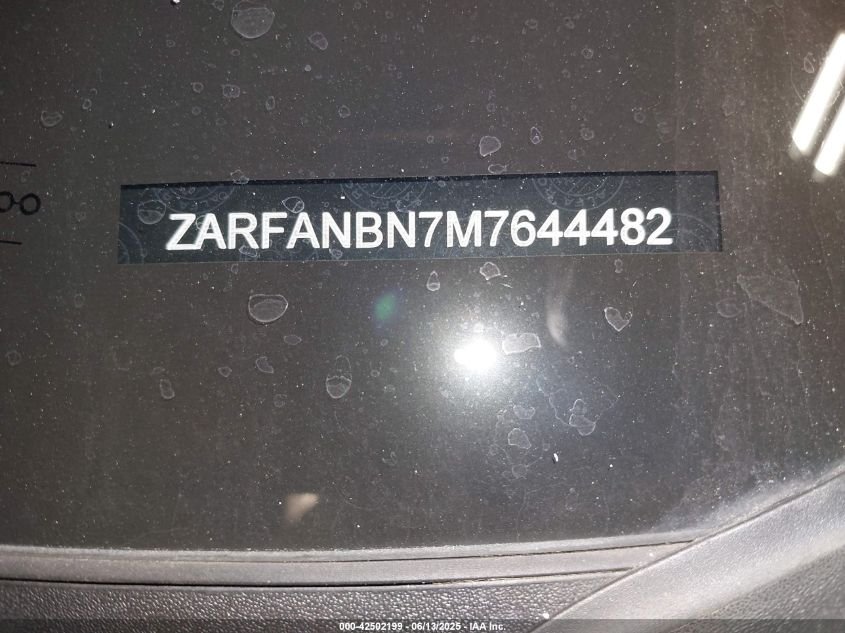 ZARFANBN7M7644482
000-42502199 - 06/13/2025 - IAA Inc.